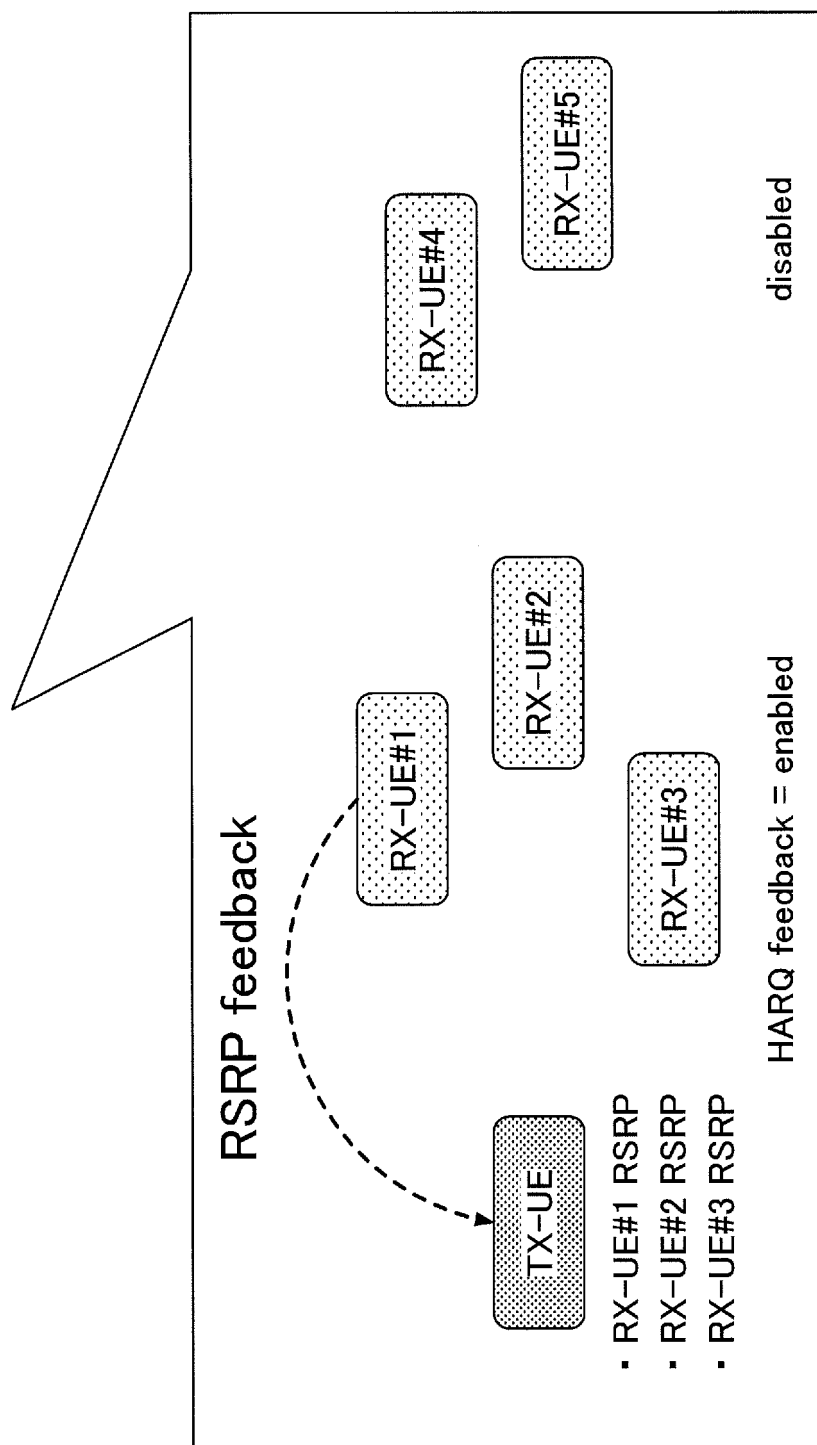 RSRP feedback
RX-UE#1
RX-UE#4
TX-UE
RX-UE#2
RX-UE#5
RX-UE#3
· RX-UE#1 RSRP
· RX-UE#2 RSRP
· RX-UE#3 RSRP
HARQ feedback = enabled
disabled